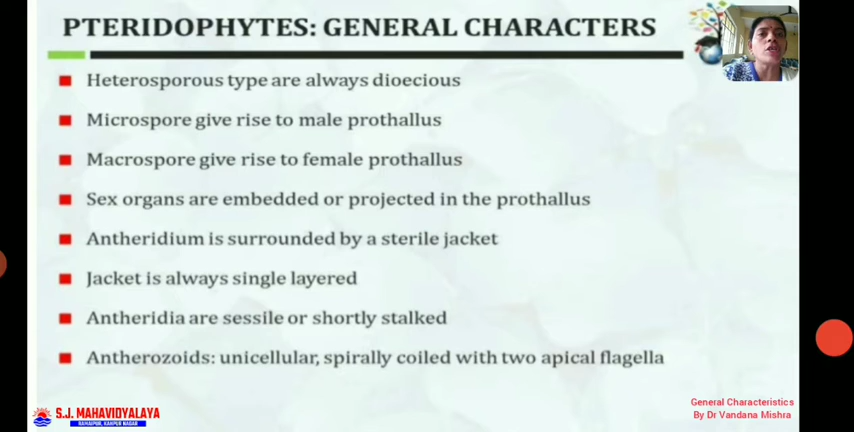 PTERIDOPHYTES: GENERAL CHARACTERS
Heterosporous type are always dioecious
Microspore give rise to male prothallus
Macrospore give rise to female prothallus
Sex organs are embedded or projected in the prothallus
Antheridium is surrounded by a sterile jacket
Jacket is always single layered
Antheridia are sessile or shortly stalked
Antherozoids: unicellular, spirally coiled with two apical flagella
S.J. MAHAVIDYALAYA
RAMAIPUR, KANPUR NAGAR
General Characteristics
By Dr Vandana Mishra